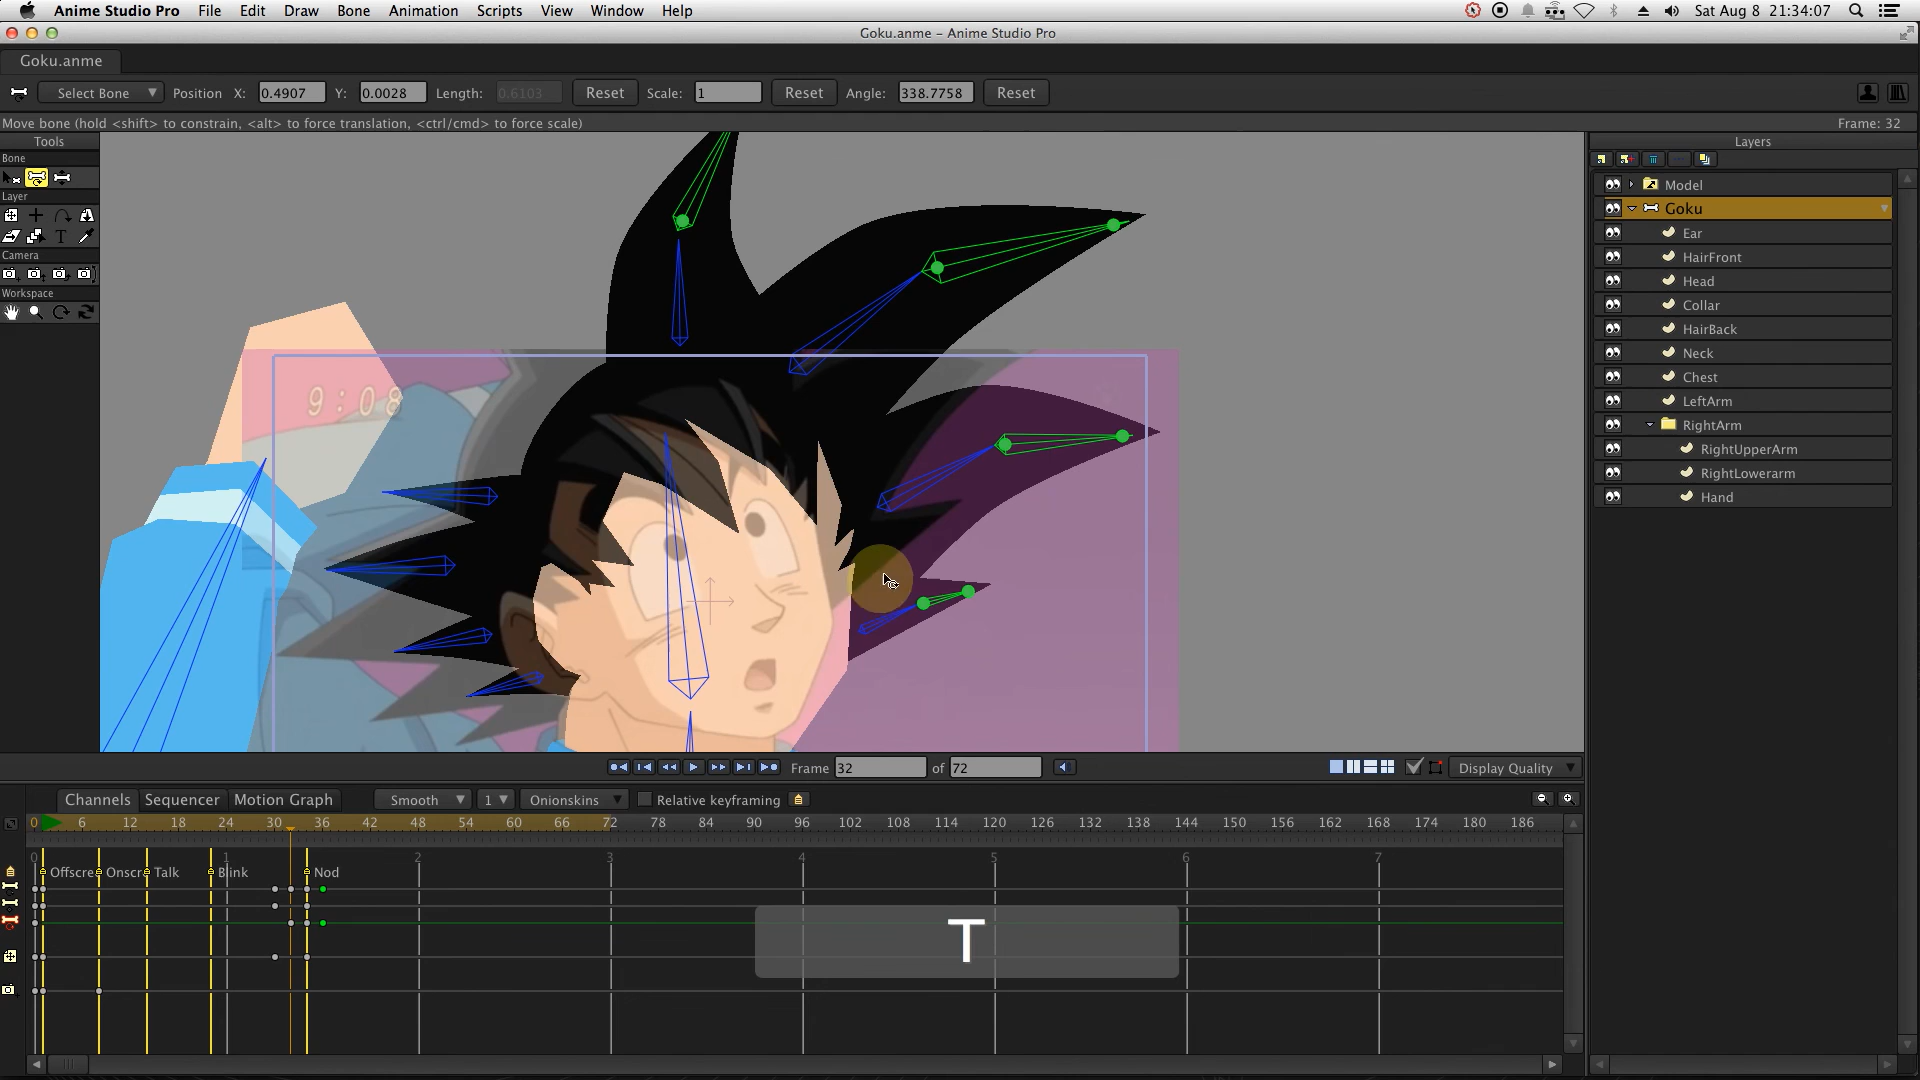 Anime Studio Pro File Edit Draw Bone Animation Scripts View Window Help Sat Aug 8 21:34:07
Goku.anme – Anime Studio Pro
Goku.anme
Select Bone Position X: 0.4907 Y: 0.0028 Length: 0.6103 Reset Scale: 1 Reset Angle: 338.7758 Reset
Move bone (hold <shift> to constrain, <alt> to force translation, <ctrl/cmd> to force scale) Frame: 32
Tools
Bone
Layer
T
Camera
Workspace
9:08
Layers
Model
Goku
Ear
HairFront
Head
Collar
HairBack
Neck
Chest
LeftArm
RightArm
RightUpperArm
RightLowerarm
Hand
Frame 32 of 72 Display Quality
Channels Sequencer Motion Graph Smooth 1 Onionskins Relative keyframing
0 6 12 18 24 30 36 42 48 54 60 66 72 78 84 90 96 102 108 114 120 126 132 138 144 150 156 162 168 174 180 186
0 1 2 3 4 5 6 7
Offscre Onscr Talk Blink Nod
T